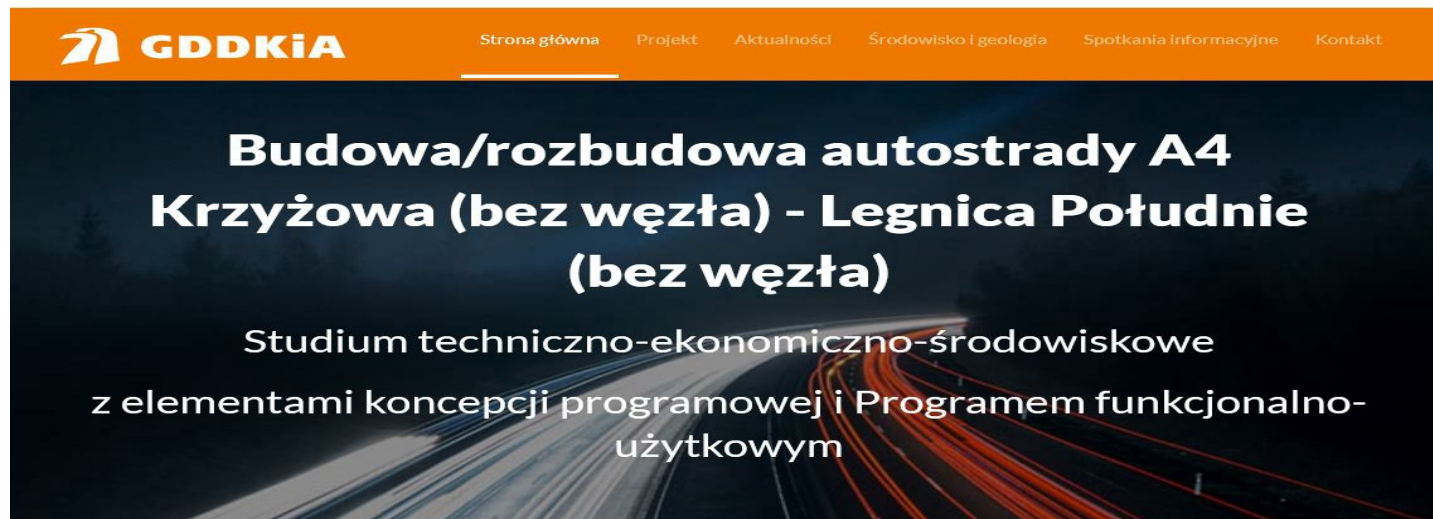 GDDKiA
Strona główna Projekt Aktualności Środowisko i geologia Spotkania informacyjne Kontakt
Budowa/rozbudowa autostrady A4
Krzyżowa (bez węzła) - Legnica Południe
(bez węzła)
Studium techniczno-ekonomiczno-środowiskowe
z elementami koncepcji programowej i Programem funkcjonalno-
użytkowym